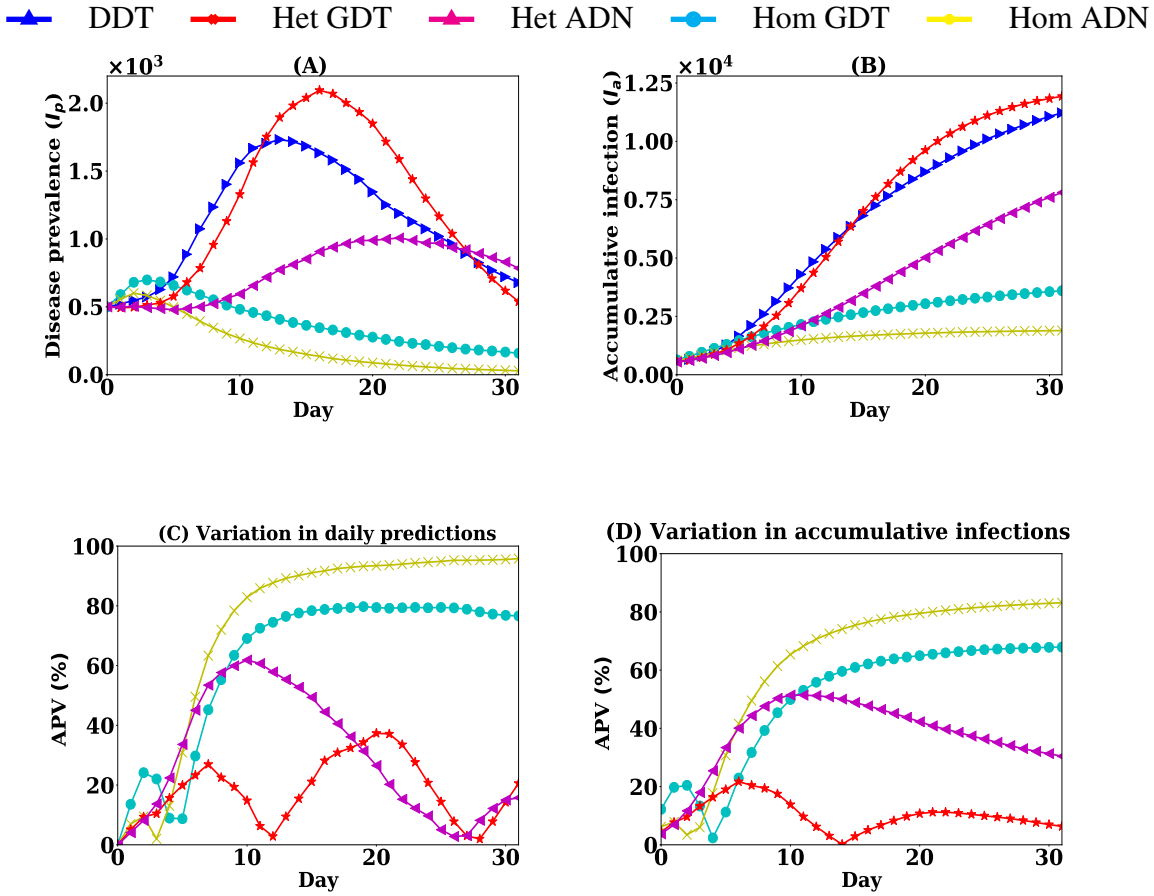 DDT Het GDT Het ADN Hom GDT Hom ADN
×10³ (A)
Disease prevalence (I_p)
2.0
1.5
1.0
0.5
0.0
0 10 20 30
Day
×10⁴ (B)
Accumulative infection (I_a)
1.25
1.00
0.75
0.50
0.25
0.00
0 10 20 30
Day
(C) Variation in daily predictions
APV (%)
100
80
60
40
20
0
0 10 20 30
Day
(D) Variation in accumulative infections
APV (%)
100
80
60
40
20
0
0 10 20 30
Day